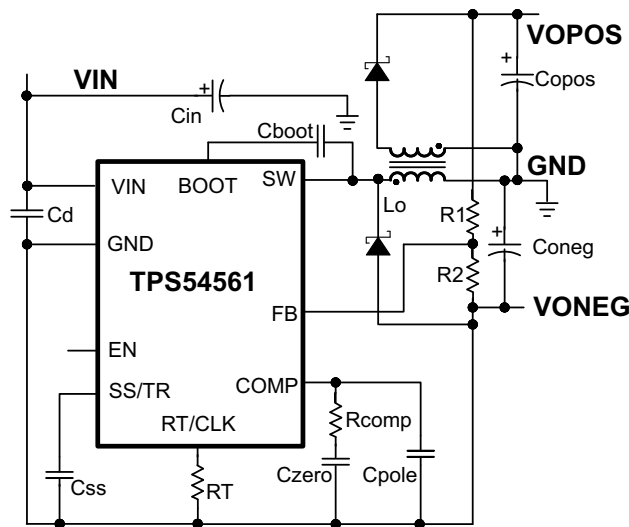 VOPOS
VIN
+
Copos
+
Cin
Cboot
GND
VIN
BOOT
SW
Lo
Cd
R1
+
GND
Coneg
TPS54561
R2
FB
VONEG
EN
COMP
SS/TR
Rcomp
RT/CLK
Css
RT
Czero
Cpole